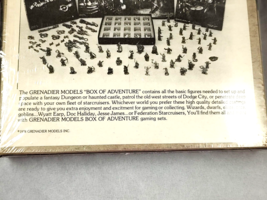 The GRENADIER MODELS "BOX OF ADVENTURE" contains all the basic figures needed to
populate a fantasy Dungeon or haunted castle, patrol the old west streets of Dodge City, or
with your own fleet of starcruisers. Whichever world you prefer these high quality
are ready to give you extra enjoyment and excitement for gaming or collecting. Wizards, dwarfs,
goblins...Wyatt Earp, Doc Haliday, Jesse James... or Federation Starcruisers, You'll find them all
with GRENADIER MODELS BOX OF ADVENTURE gaming sets.
GRENADIER MODELS INC.